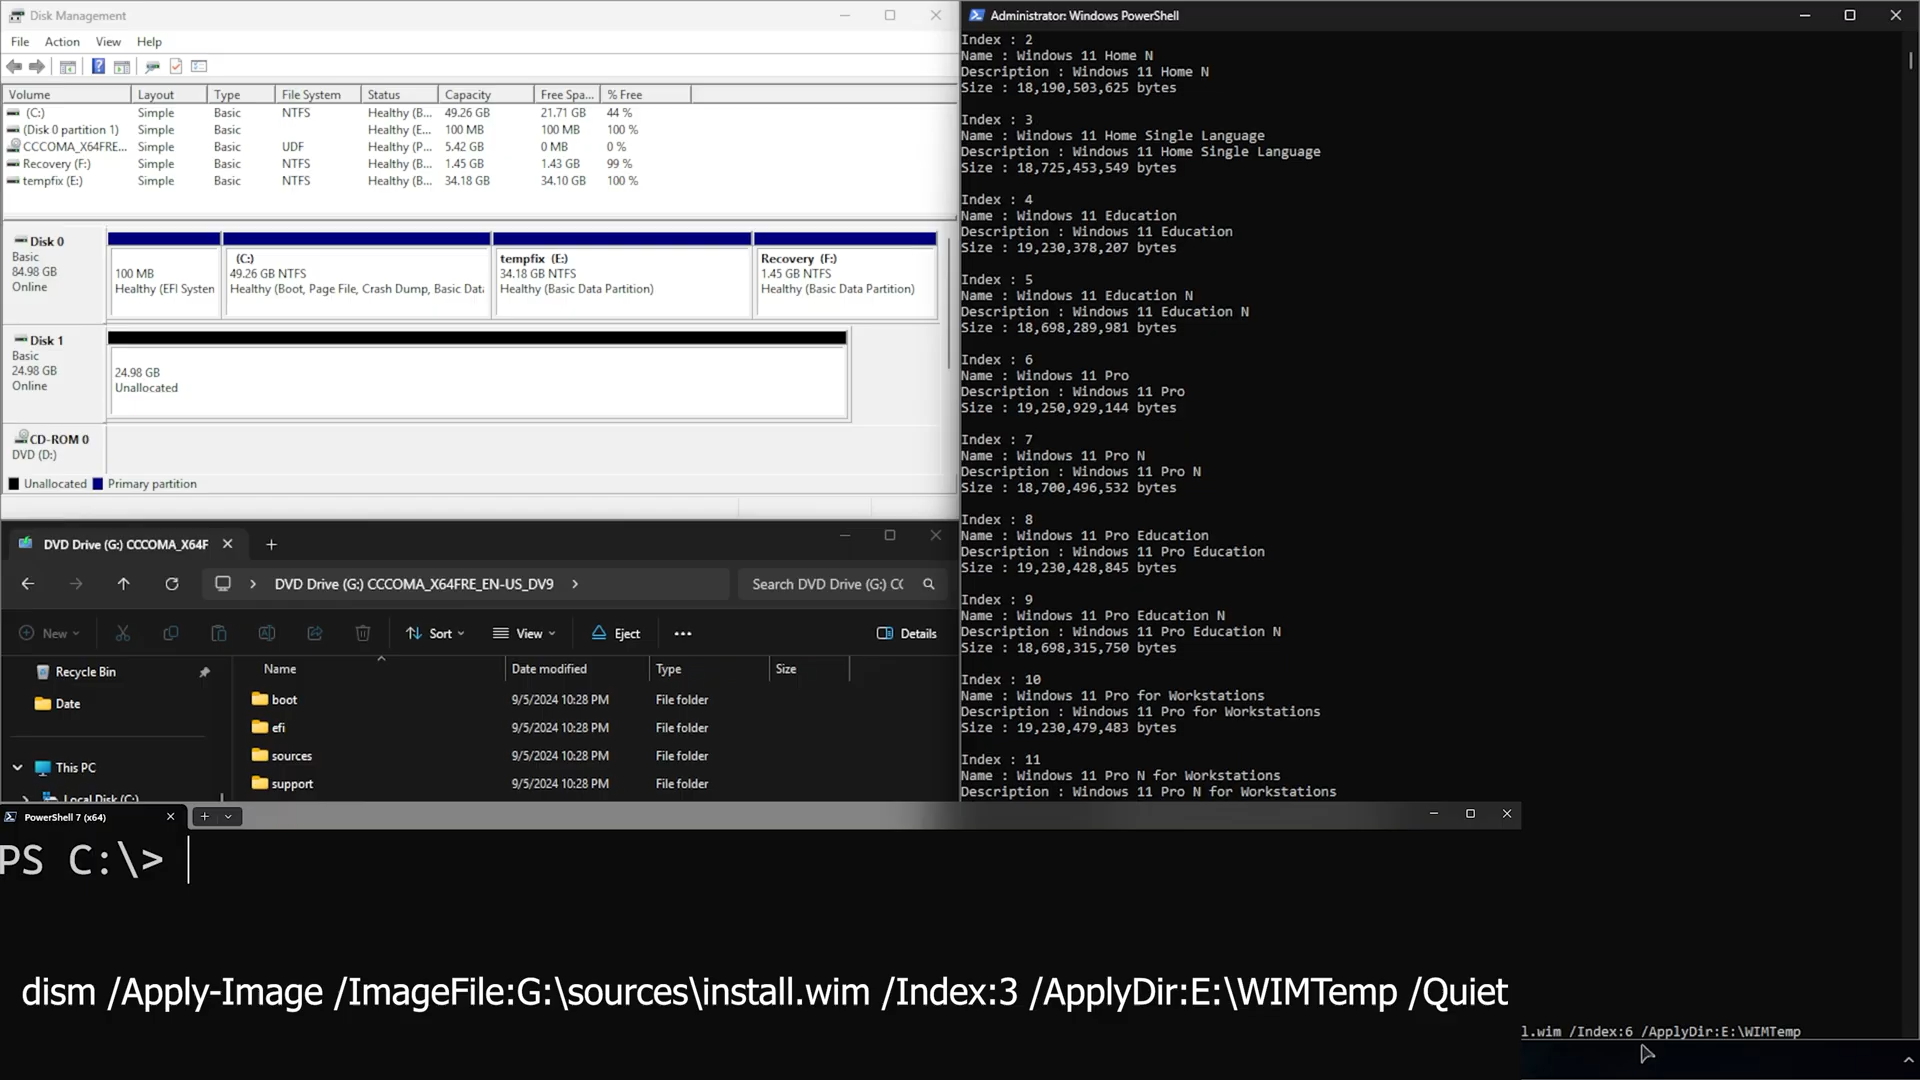 Disk Management
File Action View Help
Volume Layout Type File System Status Capacity Free Spa... % Free
(C:) Simple Basic NTFS Healthy (B... 49.26 GB 21.71 GB 44 %
(Disk 0 partition 1) Simple Basic Healthy (E... 100 MB 100 MB 100 %
CCCOMA_X64FRE... Simple Basic UDF Healthy (P... 5.42 GB 0 MB 0 %
Recovery (F:) Simple Basic NTFS Healthy (B... 1.45 GB 1.43 GB 99 %
tempfix (E:) Simple Basic NTFS Healthy (B... 34.18 GB 34.10 GB 100 %
Disk 0
Basic
84.98 GB
Online
100 MB
Healthy (EFI System
(C:)
49.26 GB NTFS
Healthy (Boot, Page File, Crash Dump, Basic Data
tempfix (E:)
34.18 GB NTFS
Healthy (Basic Data Partition)
Recovery (F:)
1.45 GB NTFS
Healthy (Basic Data Partition)
Disk 1
Basic
24.98 GB
Online
24.98 GB
Unallocated
CD-ROM 0
DVD (D:)
Unallocated Primary partition
DVD Drive (G:) CCCOMA_X64F
DVD Drive (G:) CCCOMA_X64FRE_EN-US_DV9
Search DVD Drive (G:) CC
New Sort View Eject ... Details
Recycle Bin
Date
This PC
Local Disk (C:)
Name Date modified Type Size
boot 9/5/2024 10:28 PM File folder
efi 9/5/2024 10:28 PM File folder
sources 9/5/2024 10:28 PM File folder
support 9/5/2024 10:28 PM File folder
Administrator: Windows PowerShell
Index : 2
Name : Windows 11 Home N
Description : Windows 11 Home N
Size : 18,190,503,625 bytes
Index : 3
Name : Windows 11 Home Single Language
Description : Windows 11 Home Single Language
Size : 18,725,453,549 bytes
Index : 4
Name : Windows 11 Education
Description : Windows 11 Education
Size : 19,230,378,207 bytes
Index : 5
Name : Windows 11 Education N
Description : Windows 11 Education N
Size : 18,698,289,981 bytes
Index : 6
Name : Windows 11 Pro
Description : Windows 11 Pro
Size : 19,250,929,144 bytes
Index : 7
Name : Windows 11 Pro N
Description : Windows 11 Pro N
Size : 18,700,496,532 bytes
Index : 8
Name : Windows 11 Pro Education
Description : Windows 11 Pro Education
Size : 19,230,428,845 bytes
Index : 9
Name : Windows 11 Pro Education N
Description : Windows 11 Pro Education N
Size : 18,698,315,750 bytes
Index : 10
Name : Windows 11 Pro for Workstations
Description : Windows 11 Pro for Workstations
Size : 19,230,479,483 bytes
Index : 11
Name : Windows 11 Pro N for Workstations
Description : Windows 11 Pro N for Workstations
PowerShell 7 (x64)
PS C:\>
dism /Apply-Image /ImageFile:G:\sources\install.wim /Index:3 /ApplyDir:E:\WIMTemp /Quiet
l.wim /Index:6 /ApplyDir:E:\WIMTemp